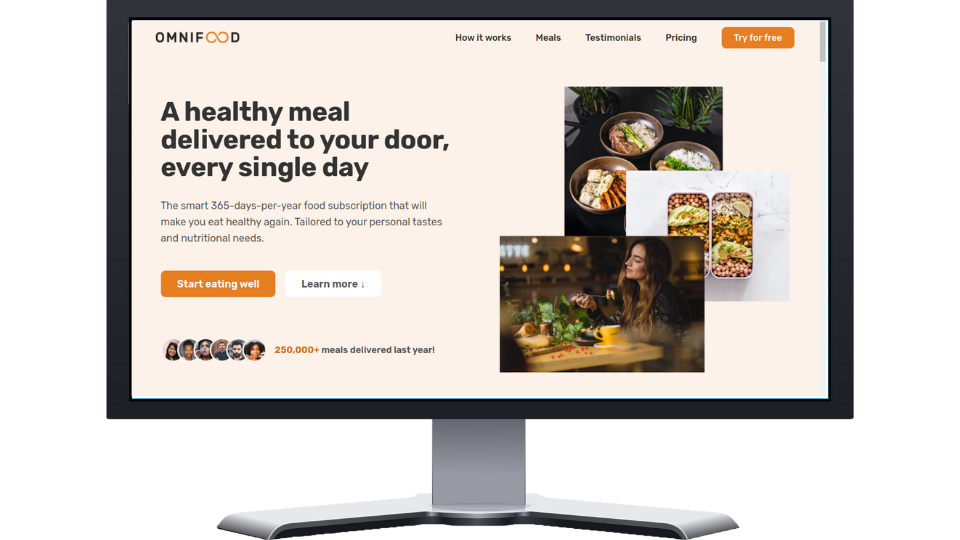 OMNIFOOD
How it works
Meals
Testimonials
Pricing
Try for free
A healthy meal
delivered to your door,
every single day
The smart 365-days-per-year food subscription that will
make you eat healthy again. Tailored to your personal tastes
and nutritional needs.
Start eating well
Learn more ↓
250,000+ meals delivered last year!